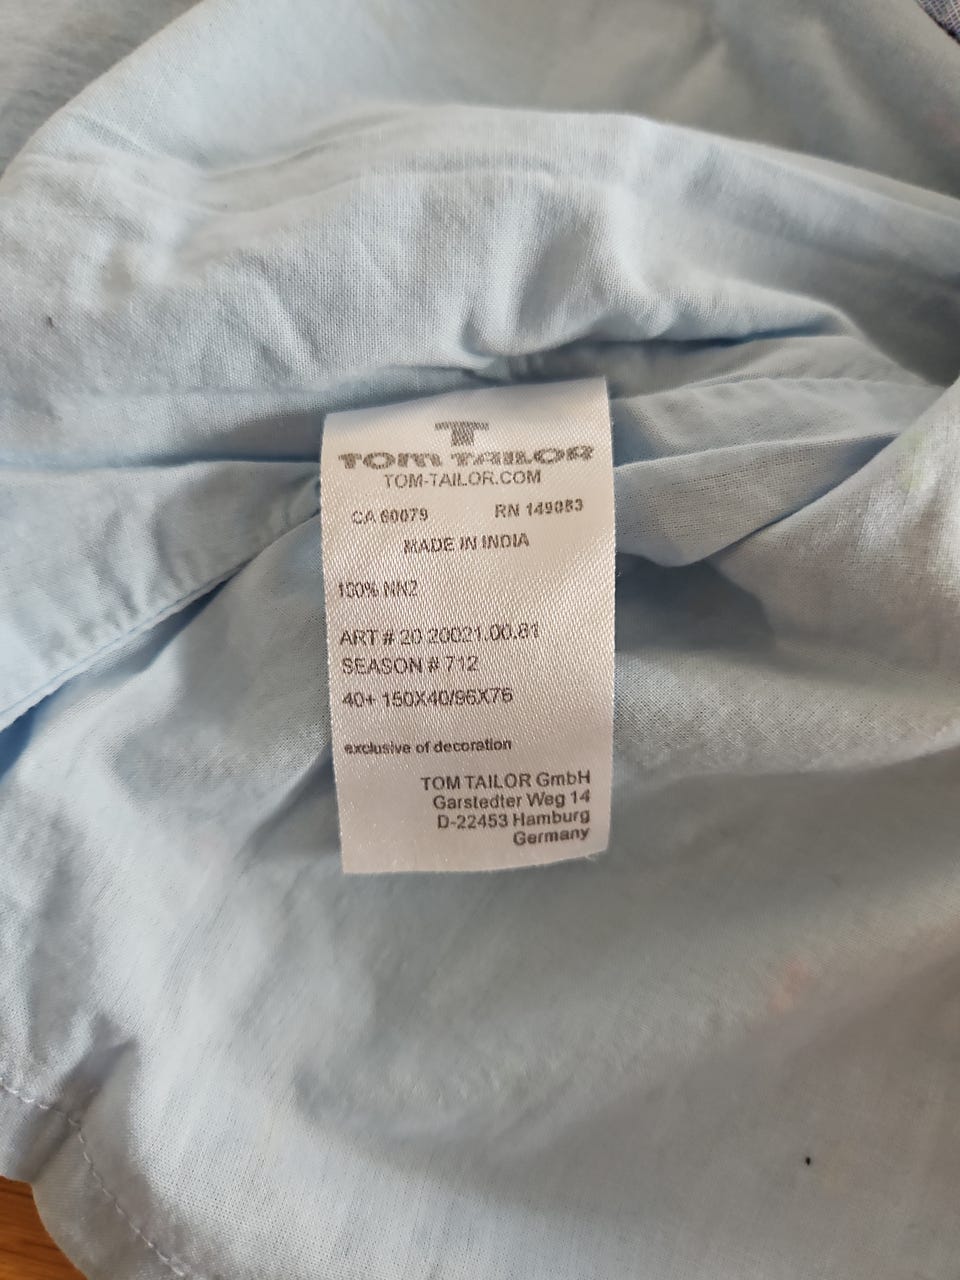 T
TOM TAILOR
TOM-TAILOR.COM
CA 60079 RN 149083
MADE IN INDIA
100% NN2
ART # 20 20021.00.81
SEASON # 712
40+ 150X40/96X76
exclusive of decoration
TOM TAILOR GmbH
Garstedter Weg 14
D-22453 Hamburg
Germany